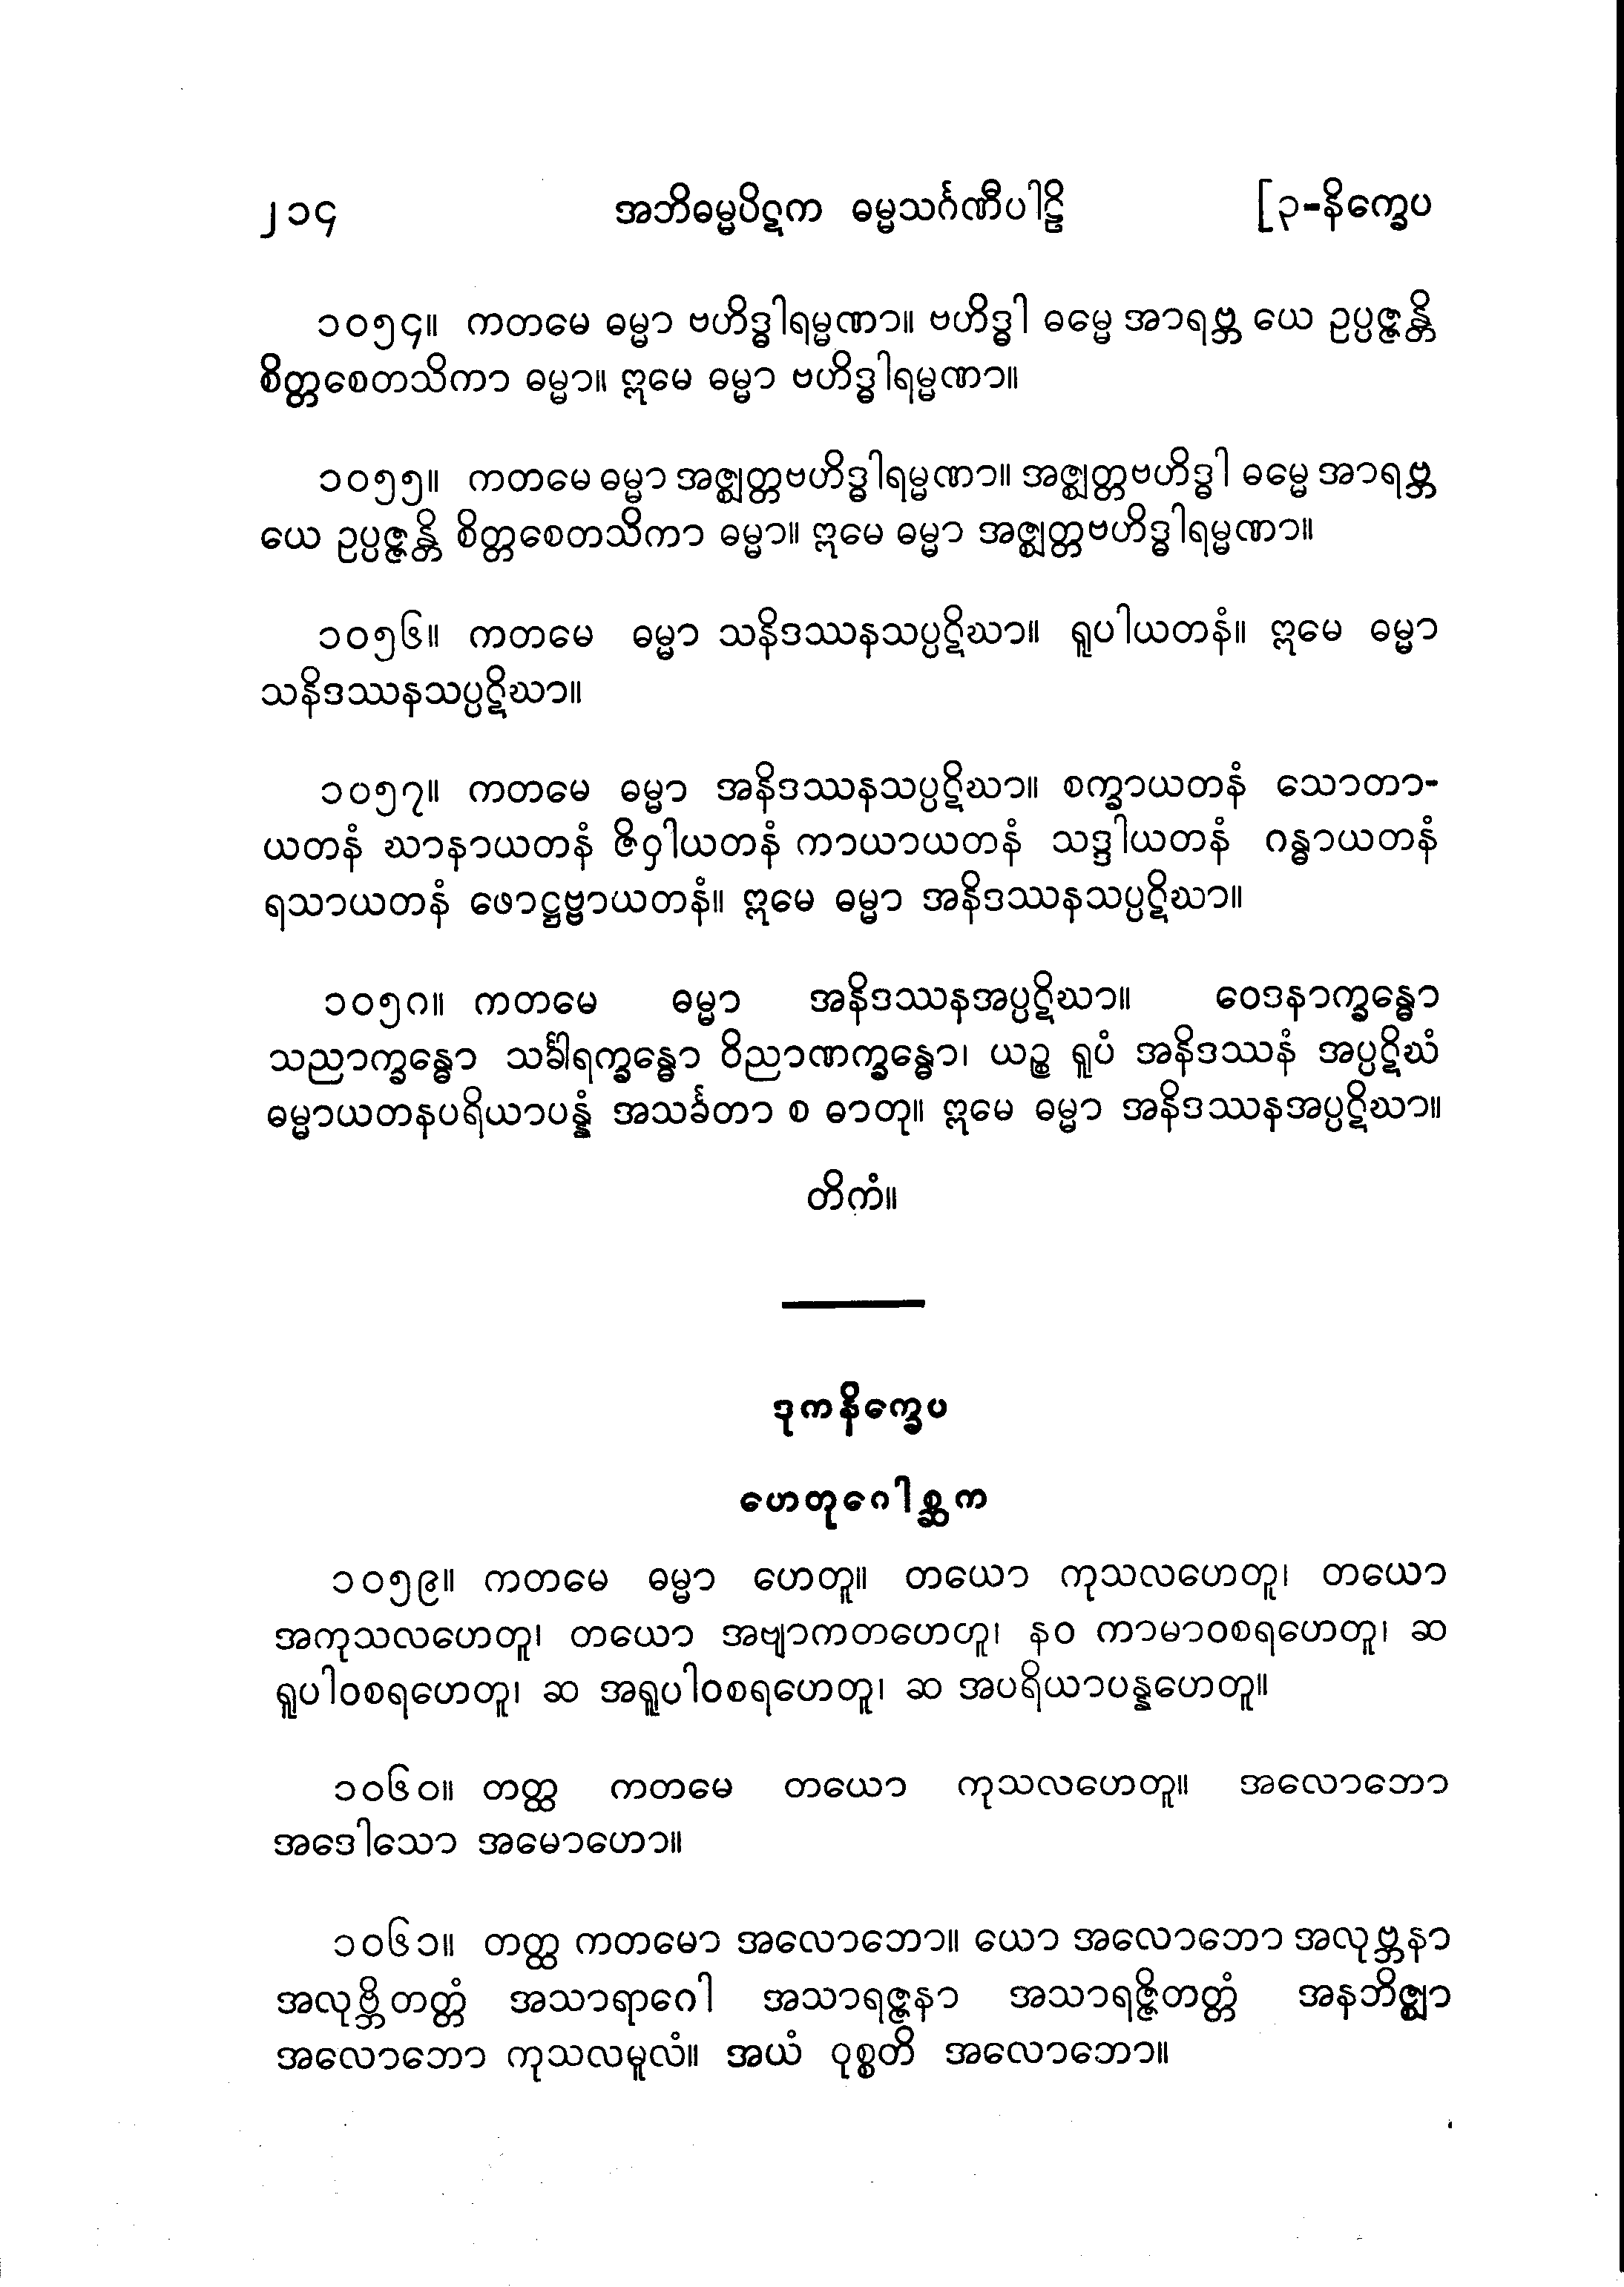 ၂၁၄ အဘိဓမ္မပိဋက ဓမ္မသင်္ဂဏီပါဠိ [၃-နိက္ခေပ
၁၀၅၄။ ကတမေ ဓမ္မာ ဗဟိဒ္ဓါရမ္မဏာ။ ဗဟိဒ္ဓါ ဓမ္မေ အာရဗ္ဘ ယေ ဥပ္ပဇ္ဇန္တိ
စိတ္တစေတသိကာ ဓမ္မာ။ ဣမေ ဓမ္မာ ဗဟိဒ္ဓါရမ္မဏာ။
၁၀၅၅။ ကတမေ ဓမ္မာ အဇ္ဈတ္တဗဟိဒ္ဓါရမ္မဏာ။ အဇ္ဈတ္တဗဟိဒ္ဓါ ဓမ္မေ အာရဗ္ဘ
ယေ ဥပ္ပဇ္ဇန္တိ စိတ္တစေတသိကာ ဓမ္မာ။ ဣမေ ဓမ္မာ အဇ္ဈတ္တဗဟိဒ္ဓါရမ္မဏာ။
၁၀၅၆။ ကတမေ ဓမ္မာ သနိဒဿနသပ္ပဋိဃာ။ ရူပါယတနံ။ ဣမေ ဓမ္မာ
သနိဒဿနသပ္ပဋိဃာ။
၁၀၅၇။ ကတမေ ဓမ္မာ အနိဒဿနသပ္ပဋိဃာ။ စက္ခာယတနံ သောတာ-
ယတနံ ဃာနာယတနံ ဇိဝှါယတနံ ကာယာယတနံ သဒ္ဒါယတနံ ဂန္ဓာယတနံ
ရသာယတနံ ဖောဋ္ဌဗ္ဗာယတနံ။ ဣမေ ဓမ္မာ အနိဒဿနသပ္ပဋိဃာ။
၁၀၅၈။ ကတမေ ဓမ္မာ အနိဒဿနအပ္ပဋိဃာ။ ဝေဒနာက္ခန္ဓော
သညာက္ခန္ဓော သင်္ခါရက္ခန္ဓော ဝိညာဏက္ခန္ဓော၊ ယဉ္စ ရူပံ အနိဒဿနံ အပ္ပဋိဃံ
ဓမ္မာယတနပရိယာပန္နံ အသင်္ခတာ စ ဓာတု။ ဣမေ ဓမ္မာ အနိဒဿနအပ္ပဋိဃာ။
တိကံ။
ဒုကနိက္ခေပ
ဟေတုဂေါစ္ဆက
၁၀၅၉။ ကတမေ ဓမ္မာ ဟေတူ။ တယော ကုသလဟေတူ၊ တယော
အကုသလဟေတူ၊ တယော အဗျာကတဟေတူ၊ နဝ ကာမာဝစရဟေတူ၊ ဆ
ရူပါဝစရဟေတူ၊ ဆ အရူပါဝစရဟေတူ၊ ဆ အပရိယာပန္နဟေတူ။
၁၀၆၀။ တတ္ထ ကတမေ တယော ကုသလဟေတူ။ အလောဘော
အဒေါသော အမောဟော။
၁၀၆၁။ တတ္ထ ကတမော အလောဘော။ ယော အလောဘော အလုဗ္ဘနာ
အလုဗ္ဘိတတ္တံ အသာရာဂေါ အသာရဇ္ဇနာ အသာရဇ္ဇိတတ္တံ အနဘိဇ္ဈာ
အလောဘော ကုသလမူလံ။ အယံ ဝုစ္စတိ အလောဘော။